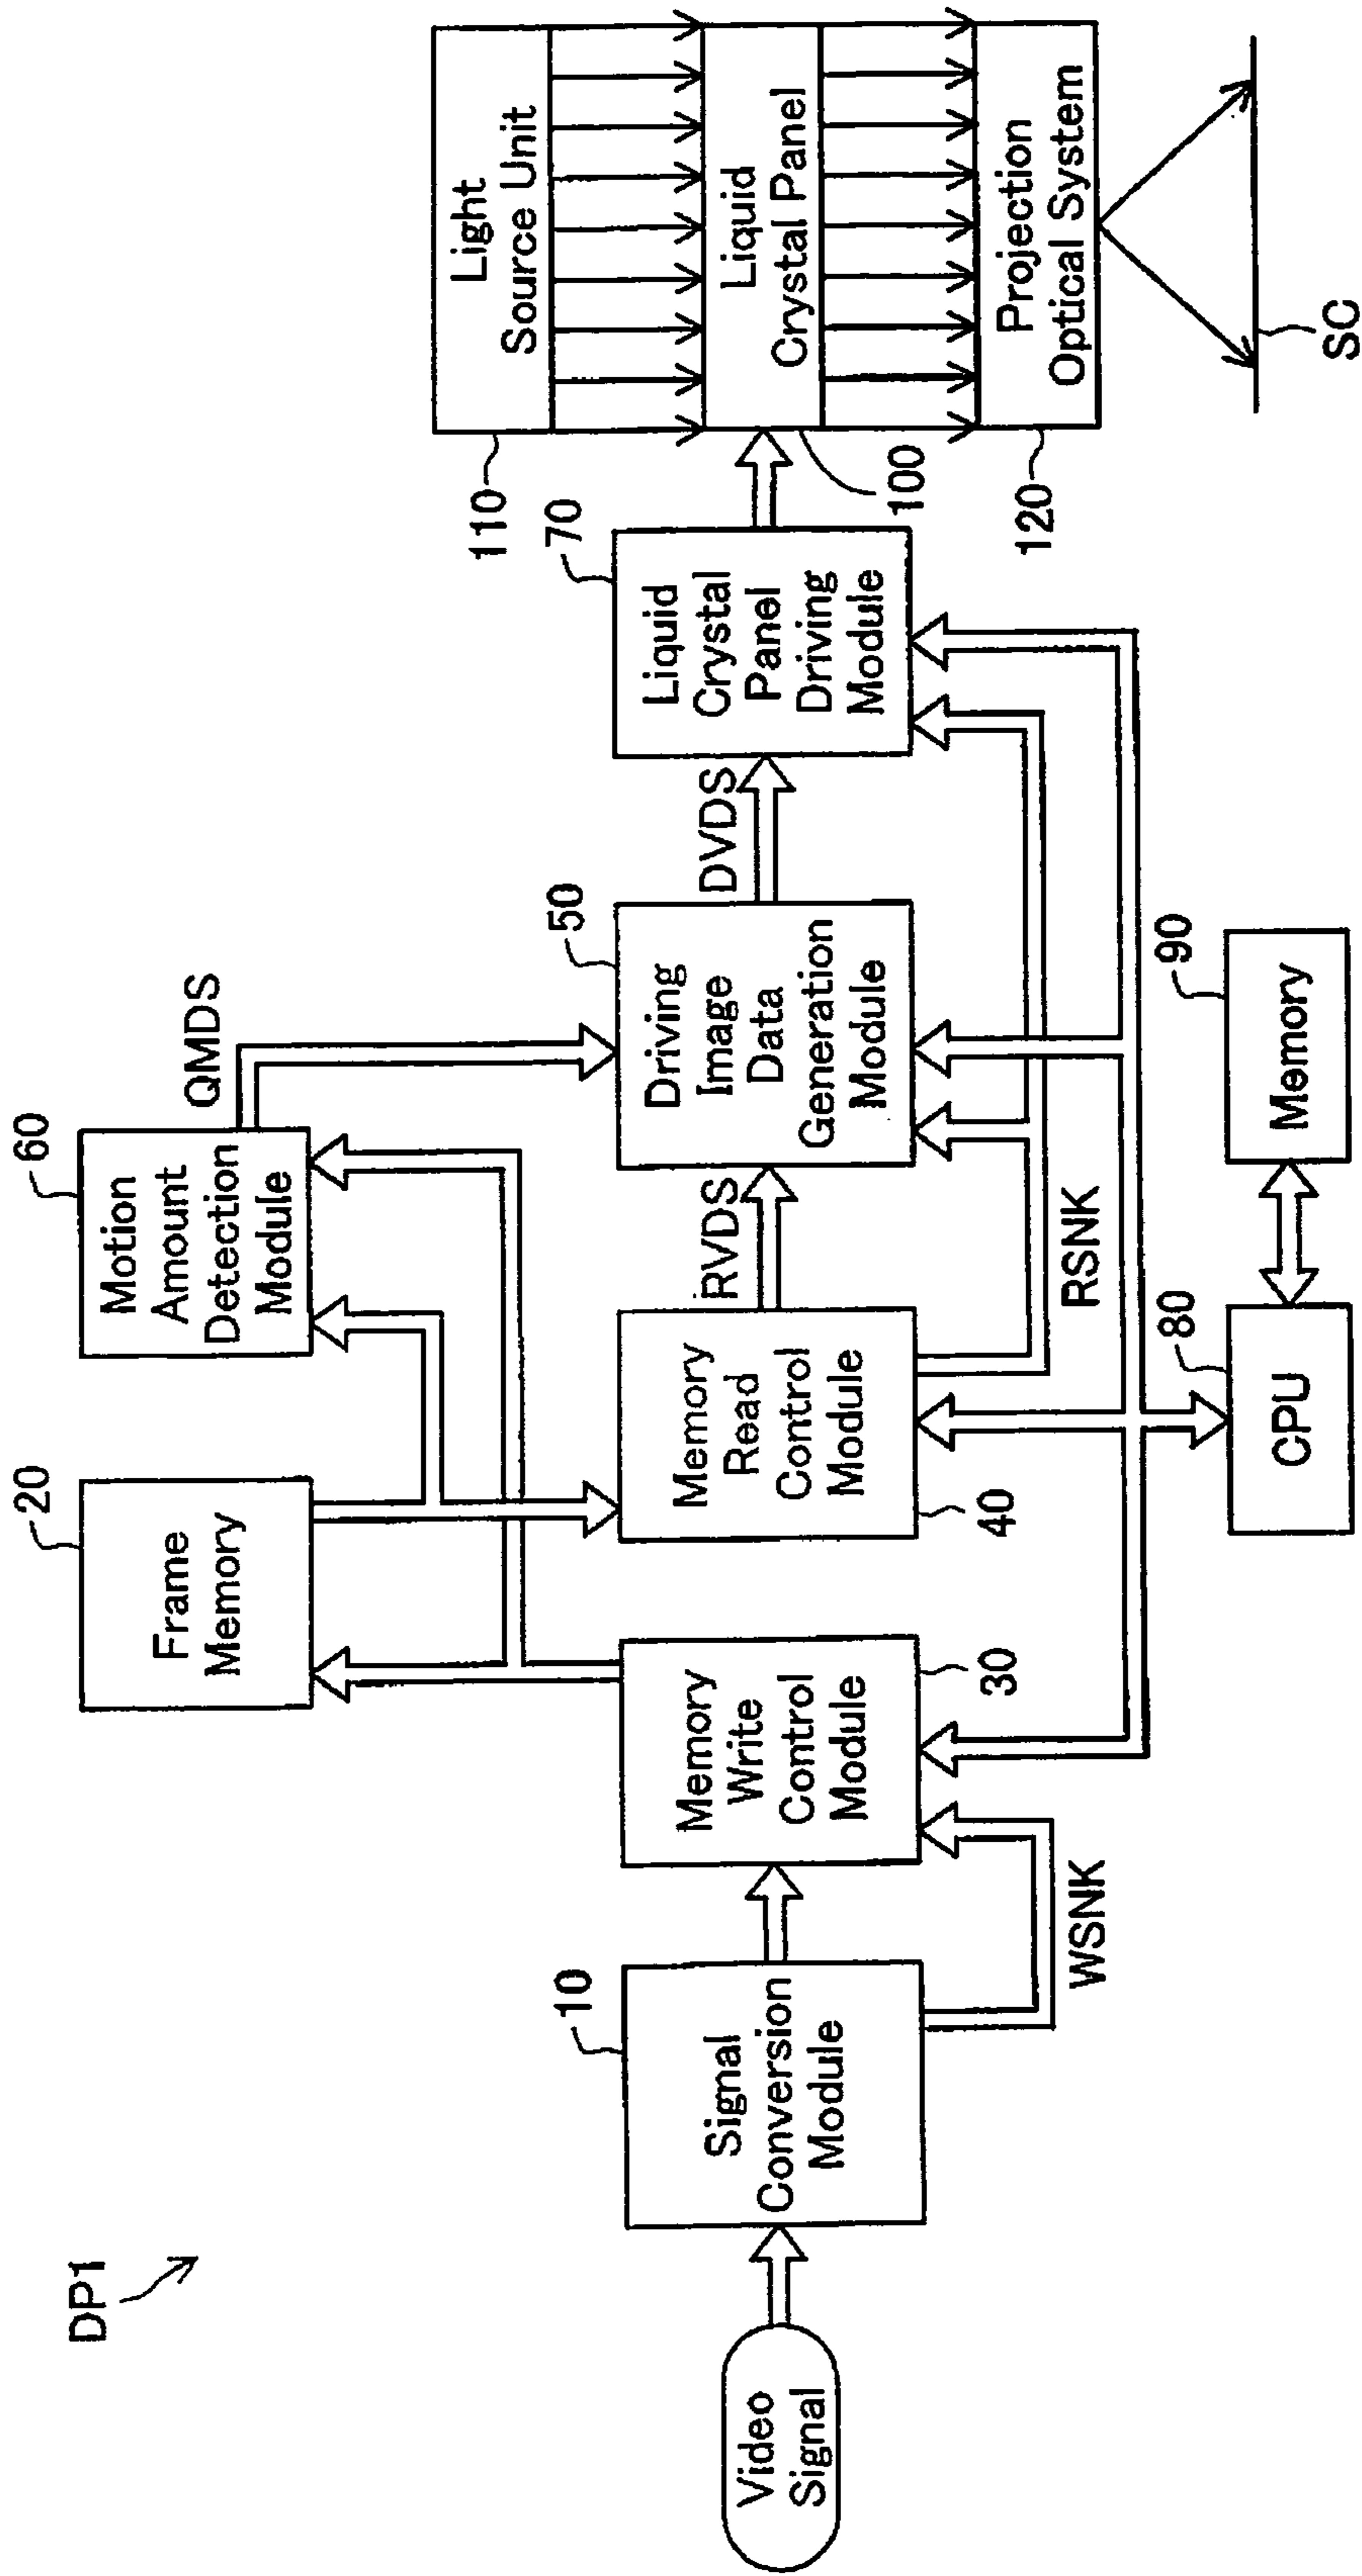 DP1
Video
Signal
10
Signal
Conversion
Module
WSNK
20
Frame
Memory
30
Memory
Write
Control
Module
40
Memory
Read
Control
Module
60
Motion
Amount
Detection
Module
QMDS
RVDS
RSNK
50
Driving
Image
Data
Generation
Module
DVDS
70
Liquid
Crystal
Panel
Driving
Module
80
CPU
90
Memory
110
Light
Source Unit
100
Liquid
Crystal Panel
120
Projection
Optical System
SC